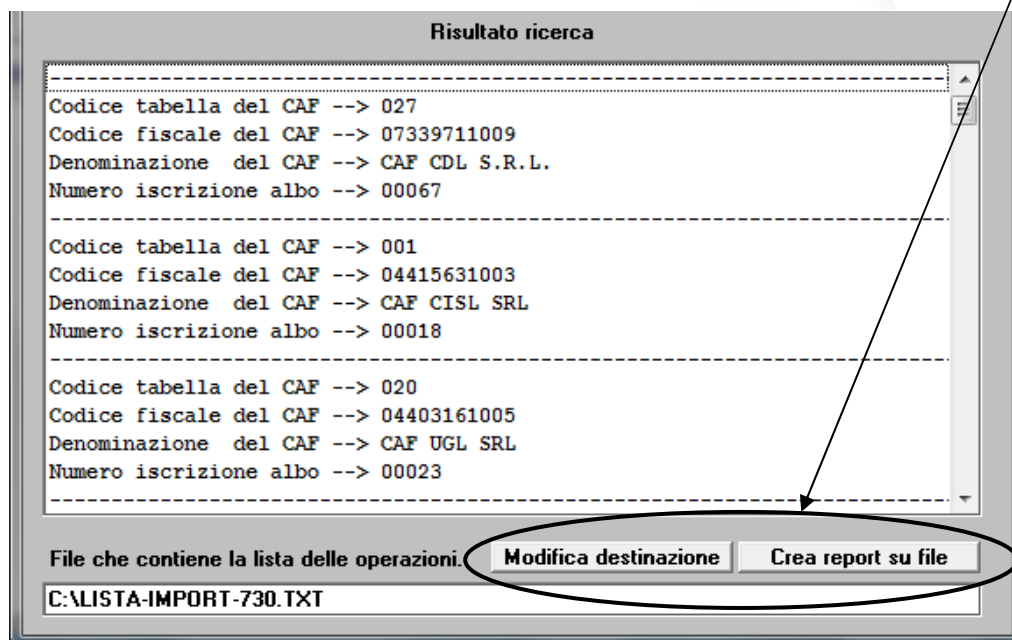 Risultato ricerca
--------------------------------------------------------
Codice tabella del CAF --> 027
Codice fiscale del CAF --> 07339711009
Denominazione  del CAF --> CAF CDL S.R.L.
Numero iscrizione albo --> 00067
--------------------------------------------------------
Codice tabella del CAF --> 001
Codice fiscale del CAF --> 04415631003
Denominazione  del CAF --> CAF CISL SRL
Numero iscrizione albo --> 00018
--------------------------------------------------------
Codice tabella del CAF --> 020
Codice fiscale del CAF --> 04403161005
Denominazione  del CAF --> CAF UGL SRL
Numero iscrizione albo --> 00023
--------------------------------------------------------
File che contiene la lista delle operazioni. Modifica destinazione Crea report su file
C:\LISTA-IMPORT-730.TXT